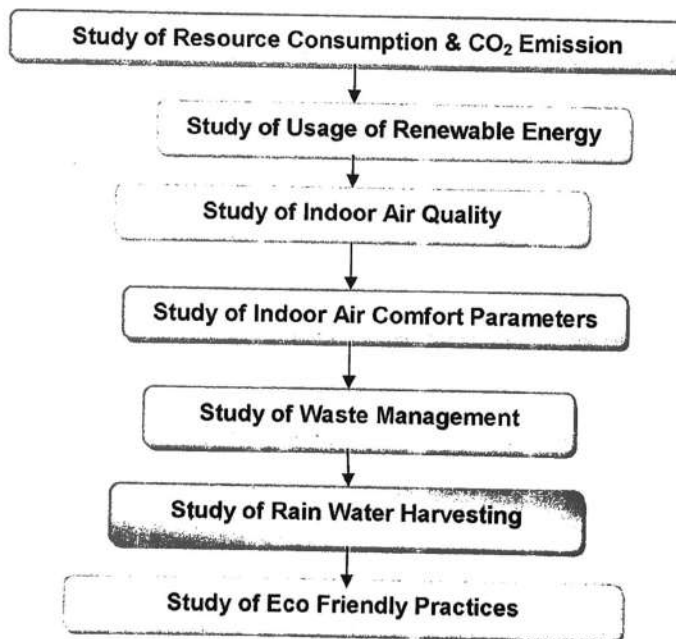 Study of Resource Consumption & CO₂ Emission
Study of Usage of Renewable Energy
Study of Indoor Air Quality
Study of Indoor Air Comfort Parameters
Study of Waste Management
Study of Rain Water Harvesting
Study of Eco Friendly Practices